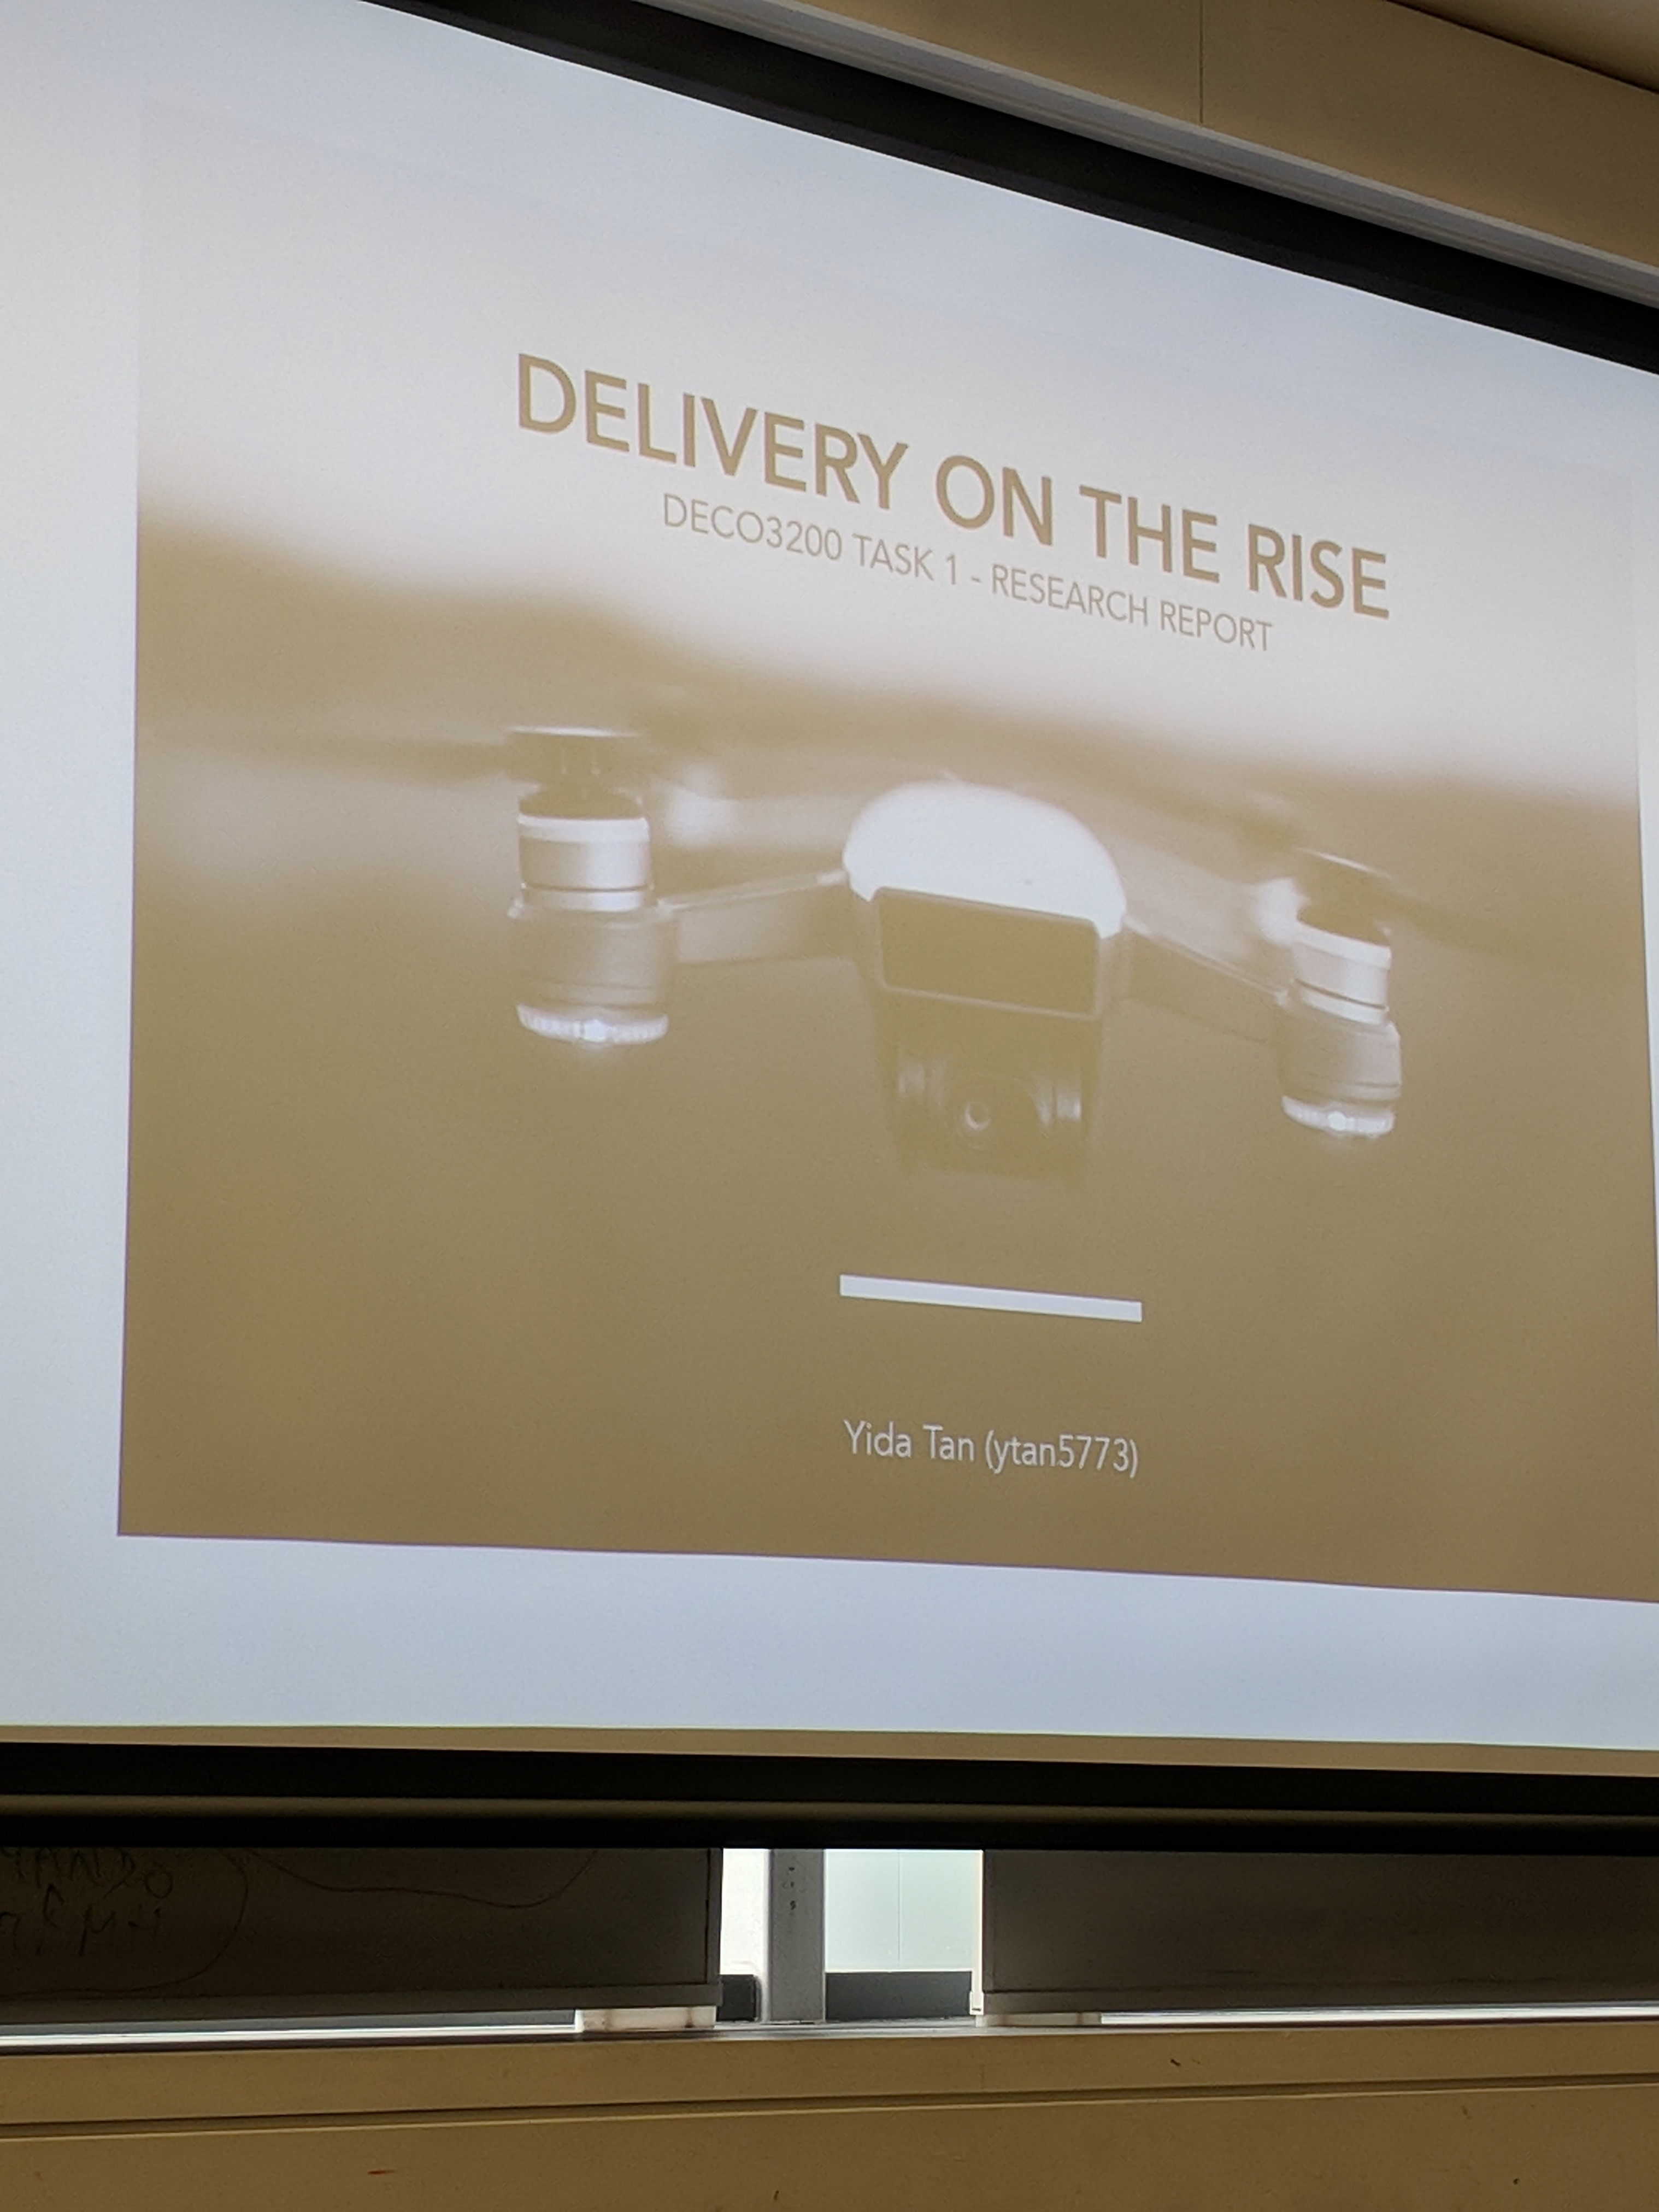 DELIVERY ON THE RISE
DECO3200 TASK 1 - RESEARCH REPORT
Yida Tan (ytan5773)